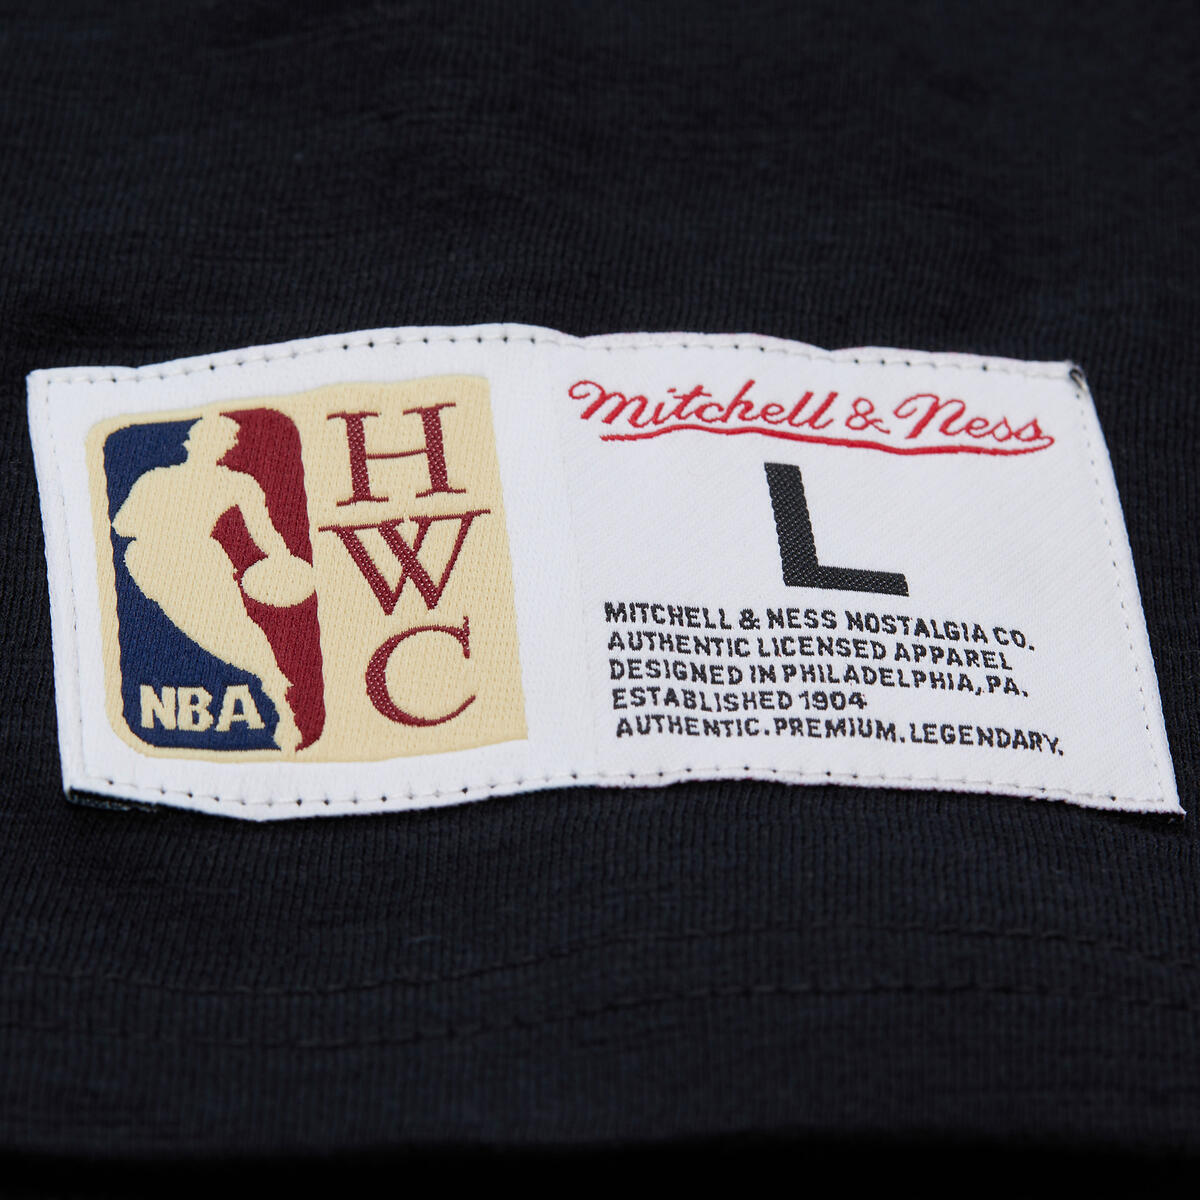 NBA
H
W
C
Mitchell & Ness
L
MITCHELL & NESS NOSTALGIA CO.
AUTHENTIC LICENSED APPAREL
DESIGNED IN PHILADELPHIA, PA.
ESTABLISHED 1904
AUTHENTIC. PREMIUM. LEGENDARY.